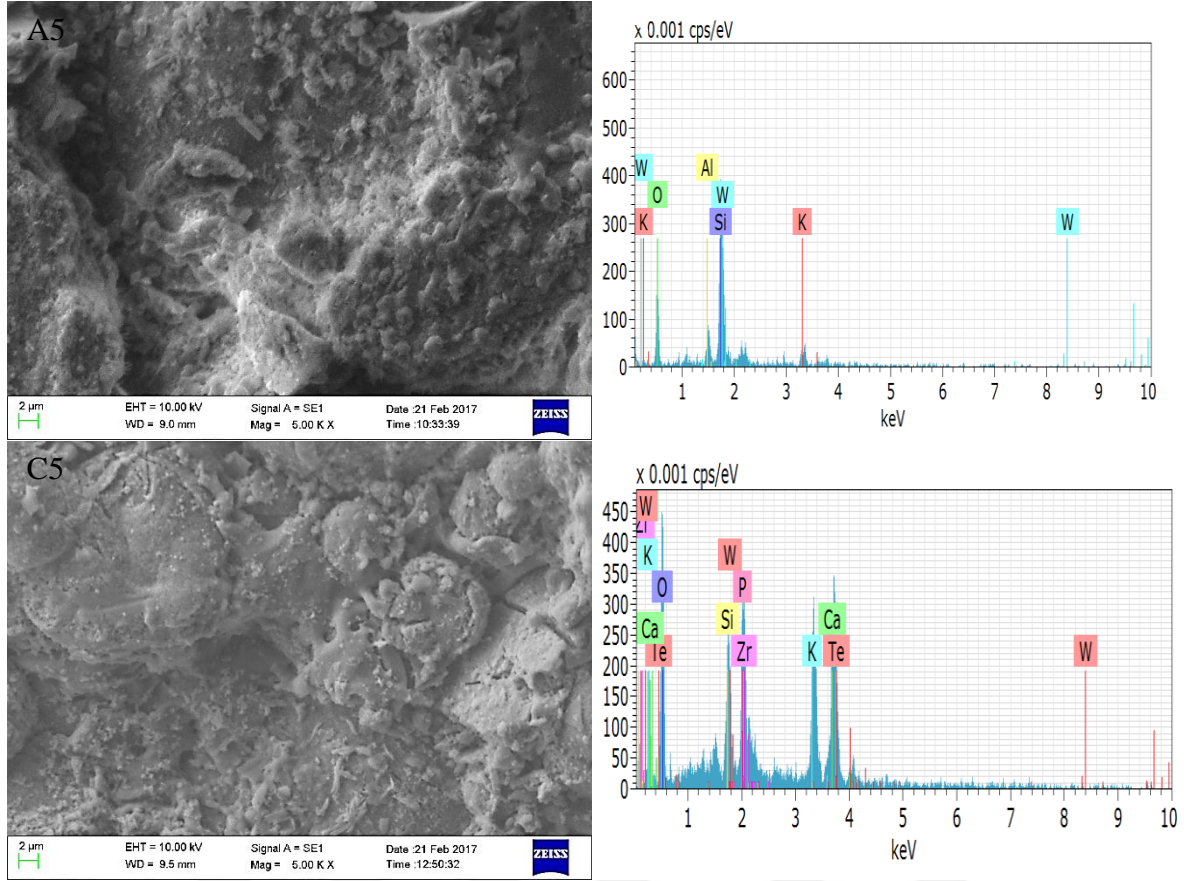 A5
2 µm
EHT = 10.00 kV
WD = 9.0 mm
Signal A = SE1
Mag = 5.00 K X
Date :21 Feb 2017
Time :10:33:39
ZEISS
x 0.001 cps/eV
600
500
400
300
200
100
0
W
Al
O
W
K
Si
K
W
1 2 3 4 5 6 7 8 9 10
keV
C5
2 µm
EHT = 10.00 kV
WD = 9.5 mm
Signal A = SE1
Mag = 5.00 K X
Date :21 Feb 2017
Time :12:50:32
ZEISS
x 0.001 cps/eV
450
400
350
300
250
200
150
100
50
0
W
Zr
K
W
O
P
Ca
Si
Ca
Te
Zr
K
Te
W
1 2 3 4 5 6 7 8 9 10
keV